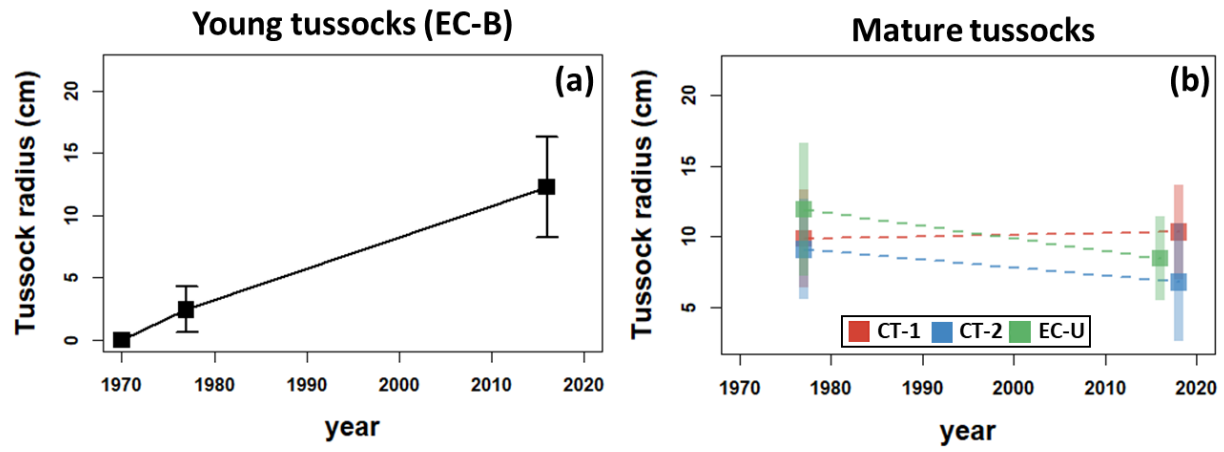 Young tussocks (EC-B)
(a)
Tussock radius (cm)
20
15
10
5
0
1970 1980 1990 2000 2010 2020
year
Mature tussocks
(b)
Tussock radius (cm)
20
15
10
5
CT-1 CT-2 EC-U
1970 1980 1990 2000 2010 2020
year